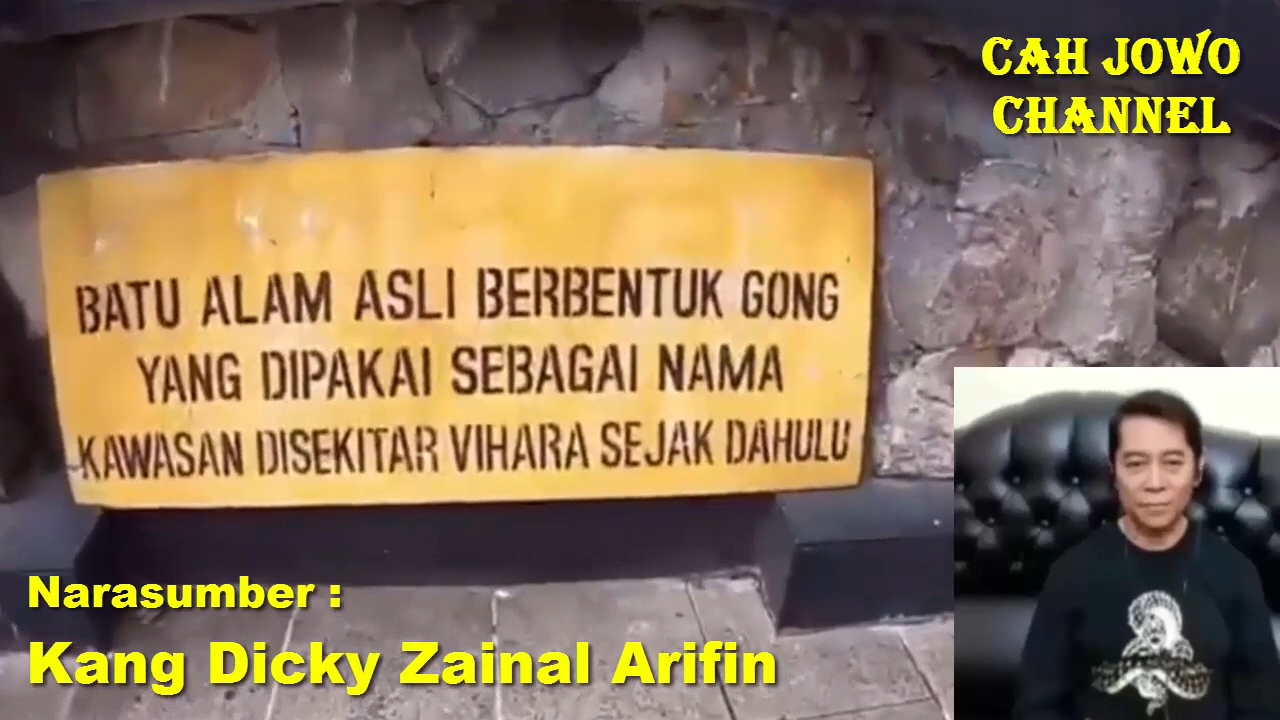 CAH JOWO
CHANNEL
BATU ALAM ASLI BERBENTUK GONG
YANG DIPAKAI SEBAGAI NAMA
KAWASAN DISEKITAR VIHARA SEJAK DAHULU
Narasumber :
Kang Dicky Zainal Arifin